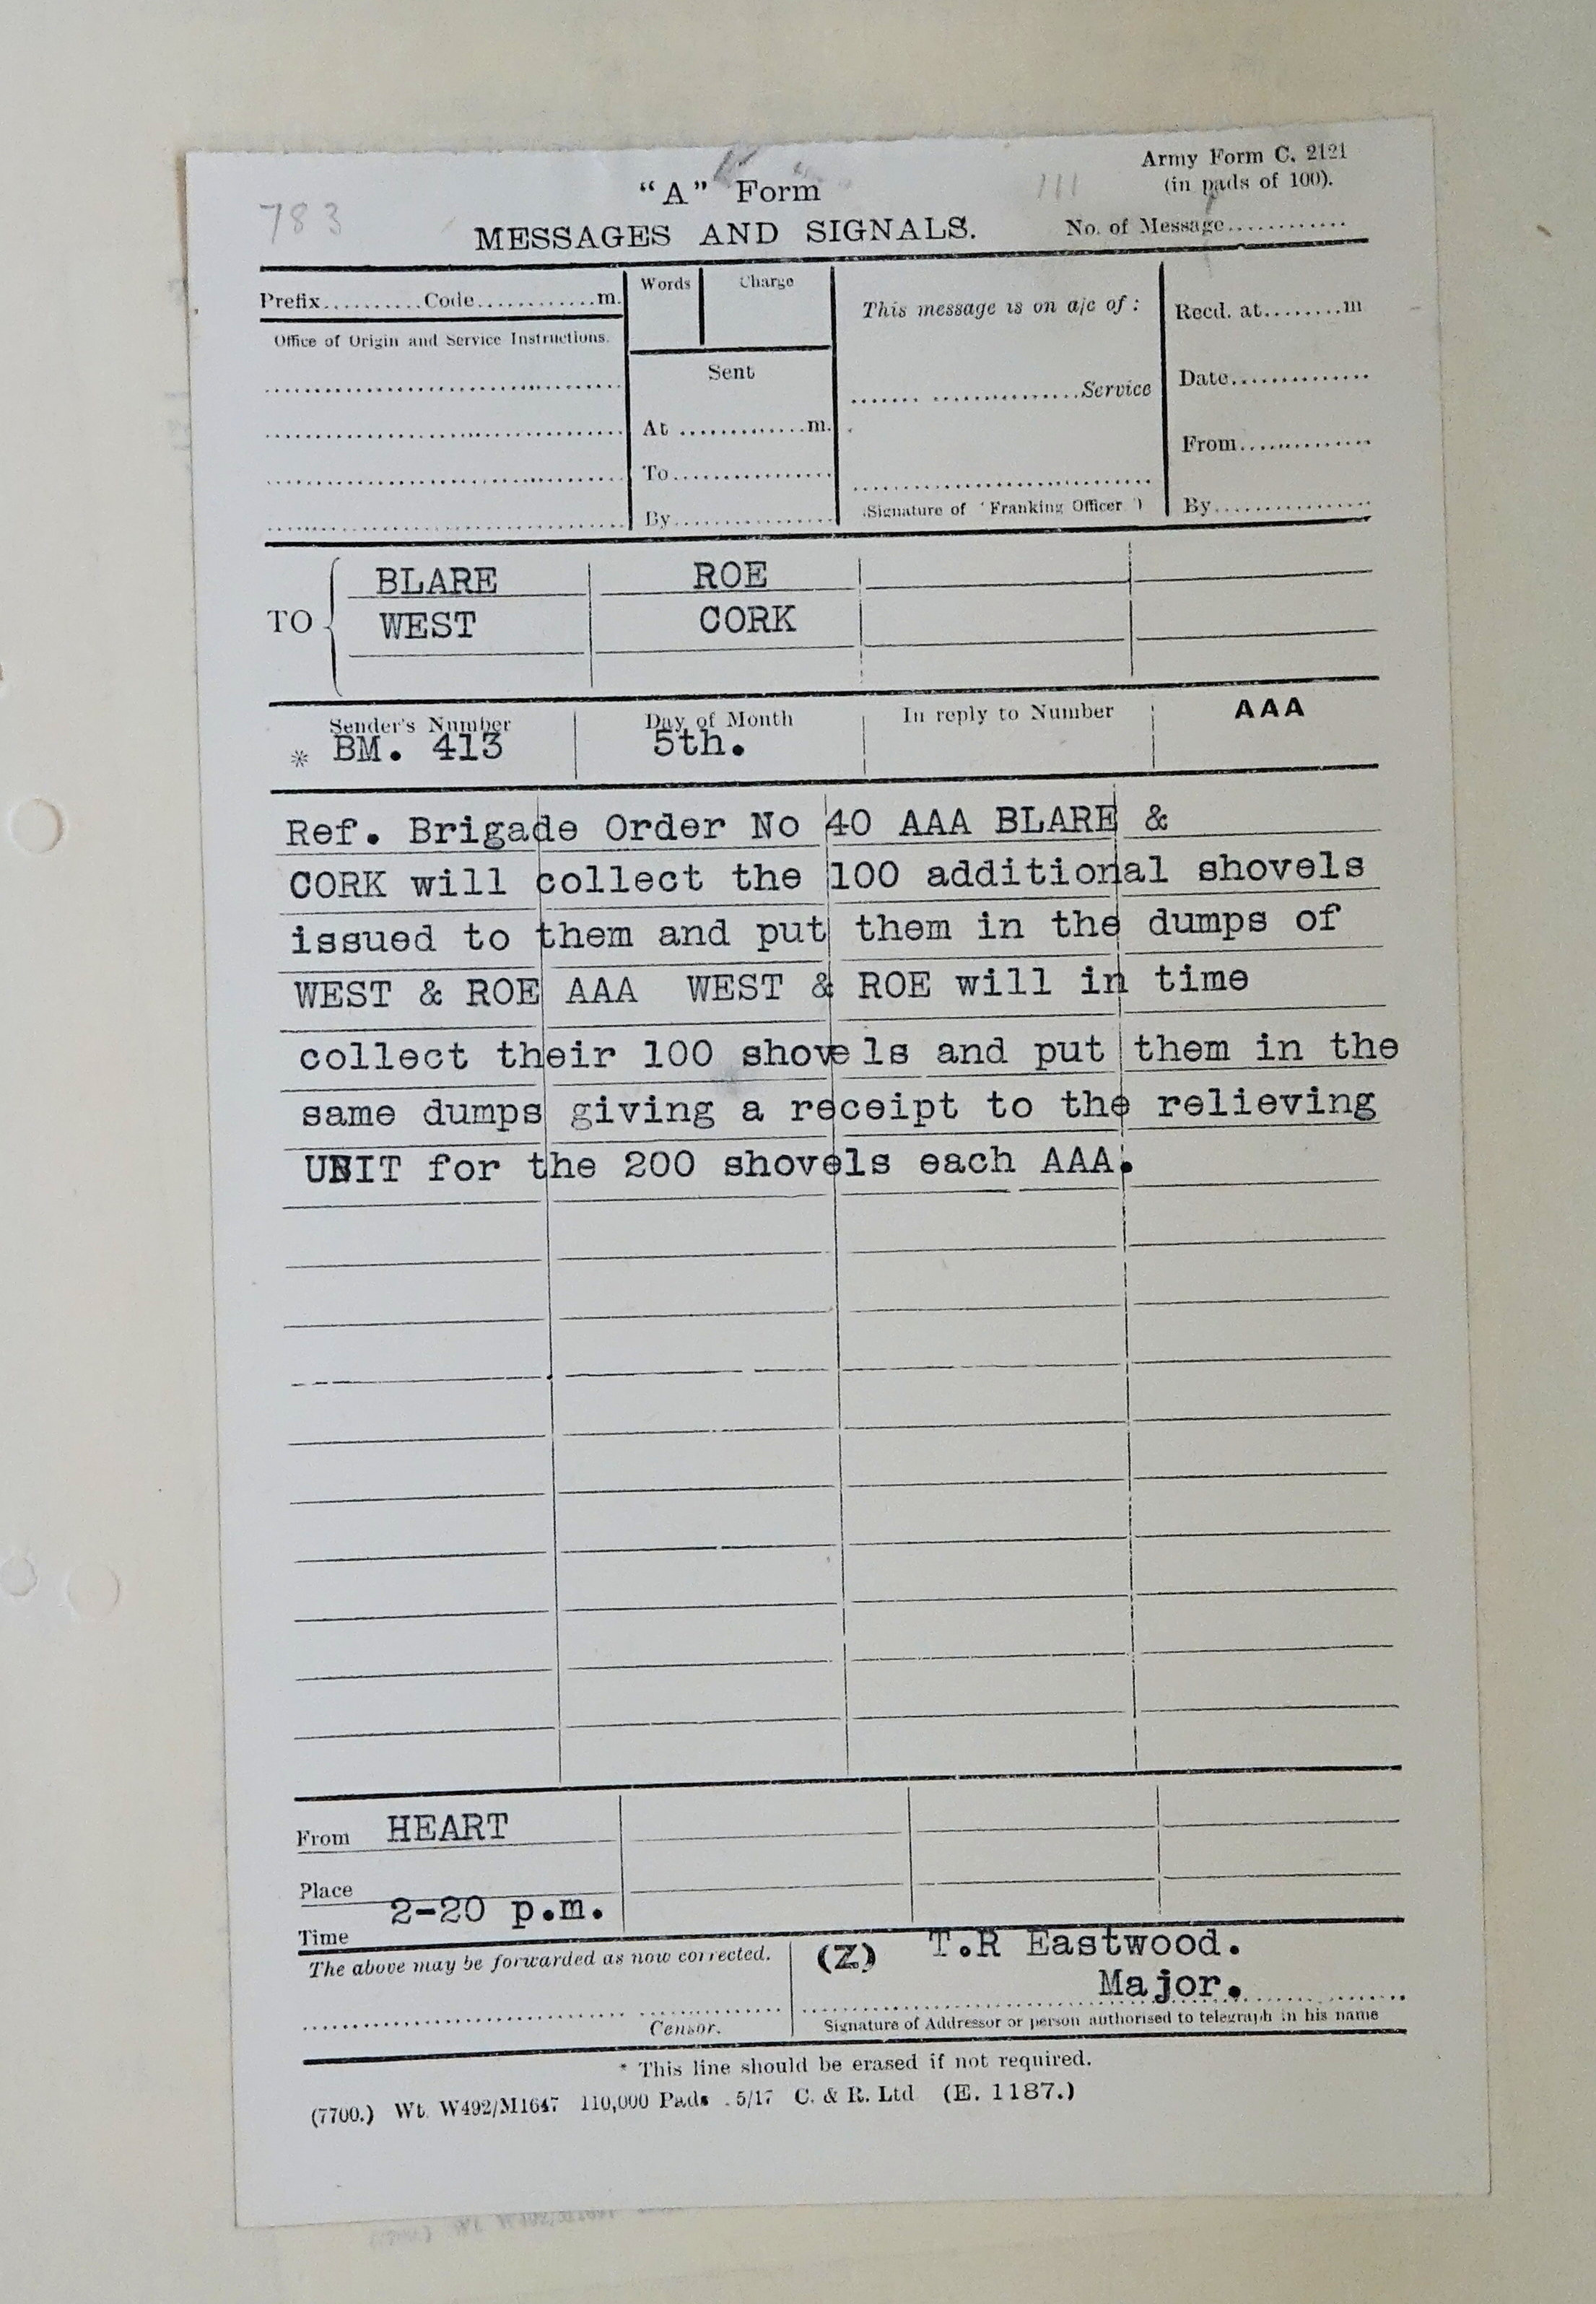 783
111
Army Form C. 2121
"A" Form
(in pads of 100).
MESSAGES AND SIGNALS.
No. of Message............
Prefix..........Code............m.
Words
Charge
This message is on a/c of :
Recd. at........m
Office of Origin and Service Instructions.
Sent
....... ...............Service
Date..............
At .............m.
From..............
To................
(Signature of "Franking Officer")
By................
By................
TO
BLARE
ROE
WEST
CORK
Sender's Number
Day of Month
In reply to Number
AAA
* BM. 413
5th.
Ref. Brigade Order No 40 AAA BLARE &
CORK will collect the 100 additional shovels
issued to them and put them in the dumps of
WEST & ROE AAA WEST & ROE will in time
collect their 100 shovels and put them in the
same dumps giving a receipt to the relieving
UNIT for the 200 shovels each AAA.
From HEART
Place
2-20 p.m.
Time
The above may be forwarded as now corrected.
(Z) T.R Eastwood.
Major.
Censor.
Signature of Addressor or person authorised to telegraph in his name
* This line should be erased if not required.
(7700.) Wt. W492/M1647 110,000 Pads . 5/17 C. & R. Ltd (E. 1187.)